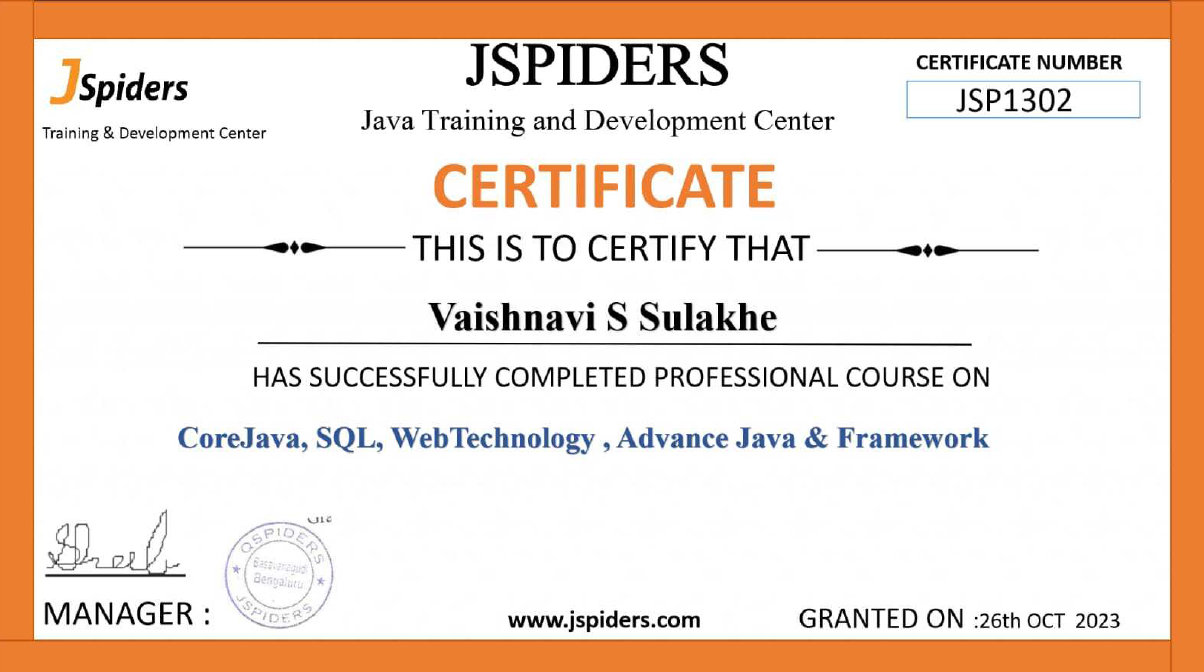 JSpiders
Training & Development Center
JSPIDERS
Java Training and Development Center
CERTIFICATE NUMBER
JSP1302
CERTIFICATE
THIS IS TO CERTIFY THAT
Vaishnavi S Sulakhe
HAS SUCCESSFULLY COMPLETED PROFESSIONAL COURSE ON
CoreJava, SQL, WebTechnology , Advance Java & Framework
QSPIDERS
Basavanagudi
Bengaluru
JSPIDERS
MANAGER :
www.jspiders.com
GRANTED ON :26th OCT 2023